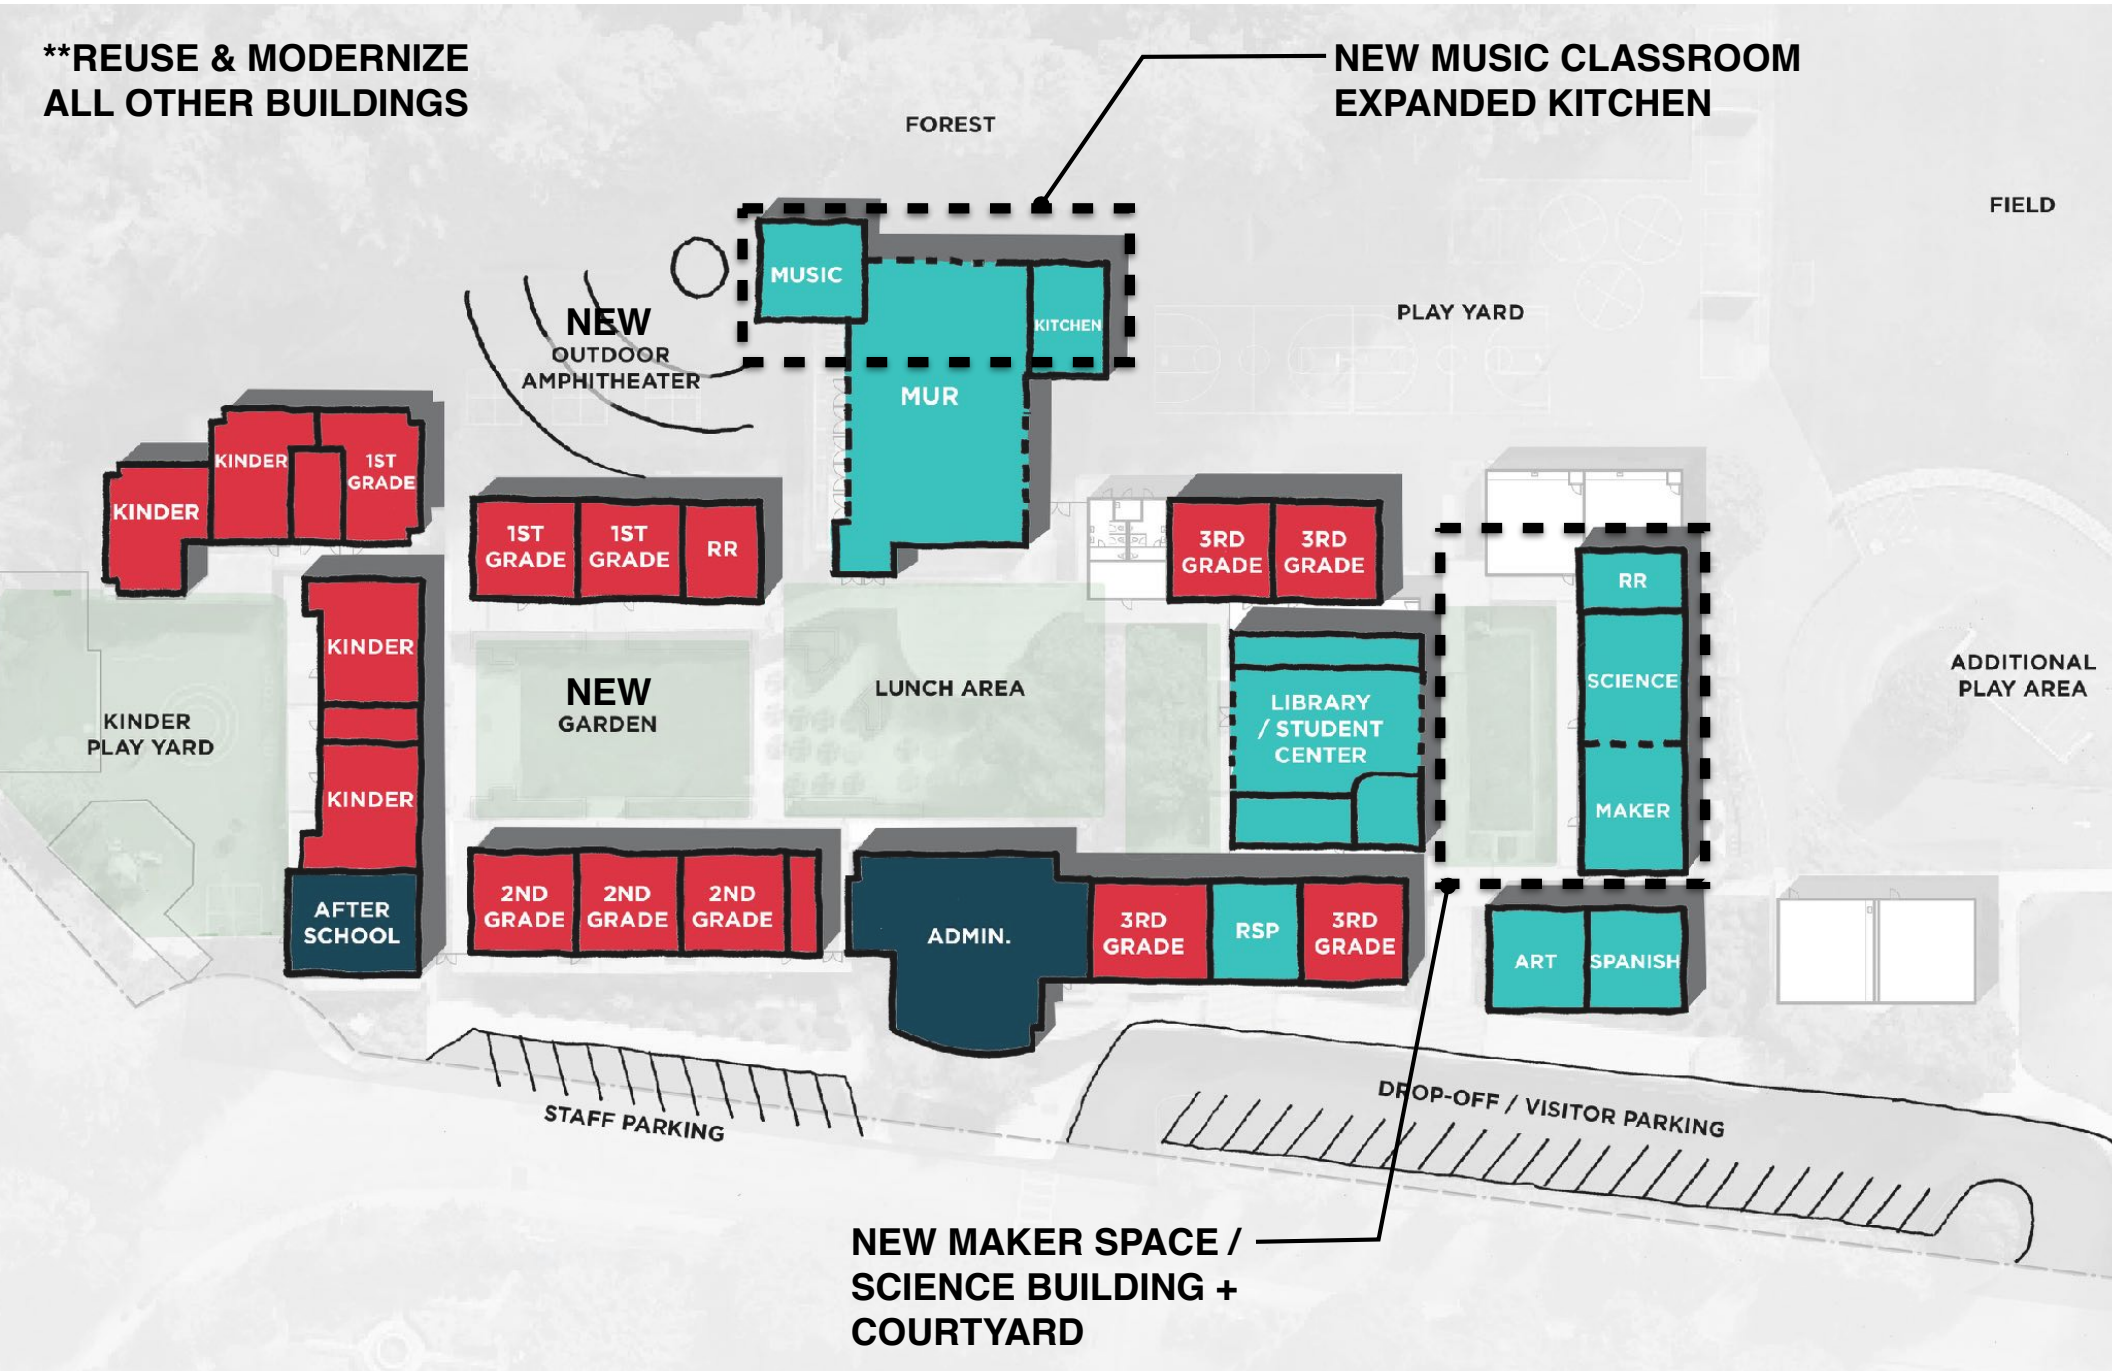 **REUSE & MODERNIZE
ALL OTHER BUILDINGS
NEW MUSIC CLASSROOM
EXPANDED KITCHEN
FOREST
FIELD
MUSIC
KITCHEN
PLAY YARD
NEW
OUTDOOR
AMPHITHEATER
MUR
KINDER
KINDER
1ST
GRADE
1ST
GRADE
1ST
GRADE
RR
3RD
GRADE
3RD
GRADE
RR
KINDER
SCIENCE
ADDITIONAL
PLAY AREA
NEW
GARDEN
LUNCH AREA
LIBRARY
/ STUDENT
CENTER
KINDER
PLAY YARD
KINDER
MAKER
AFTER
SCHOOL
2ND
GRADE
2ND
GRADE
2ND
GRADE
ADMIN.
3RD
GRADE
RSP
3RD
GRADE
ART
SPANISH
STAFF PARKING
DROP-OFF / VISITOR PARKING
NEW MAKER SPACE /
SCIENCE BUILDING +
COURTYARD